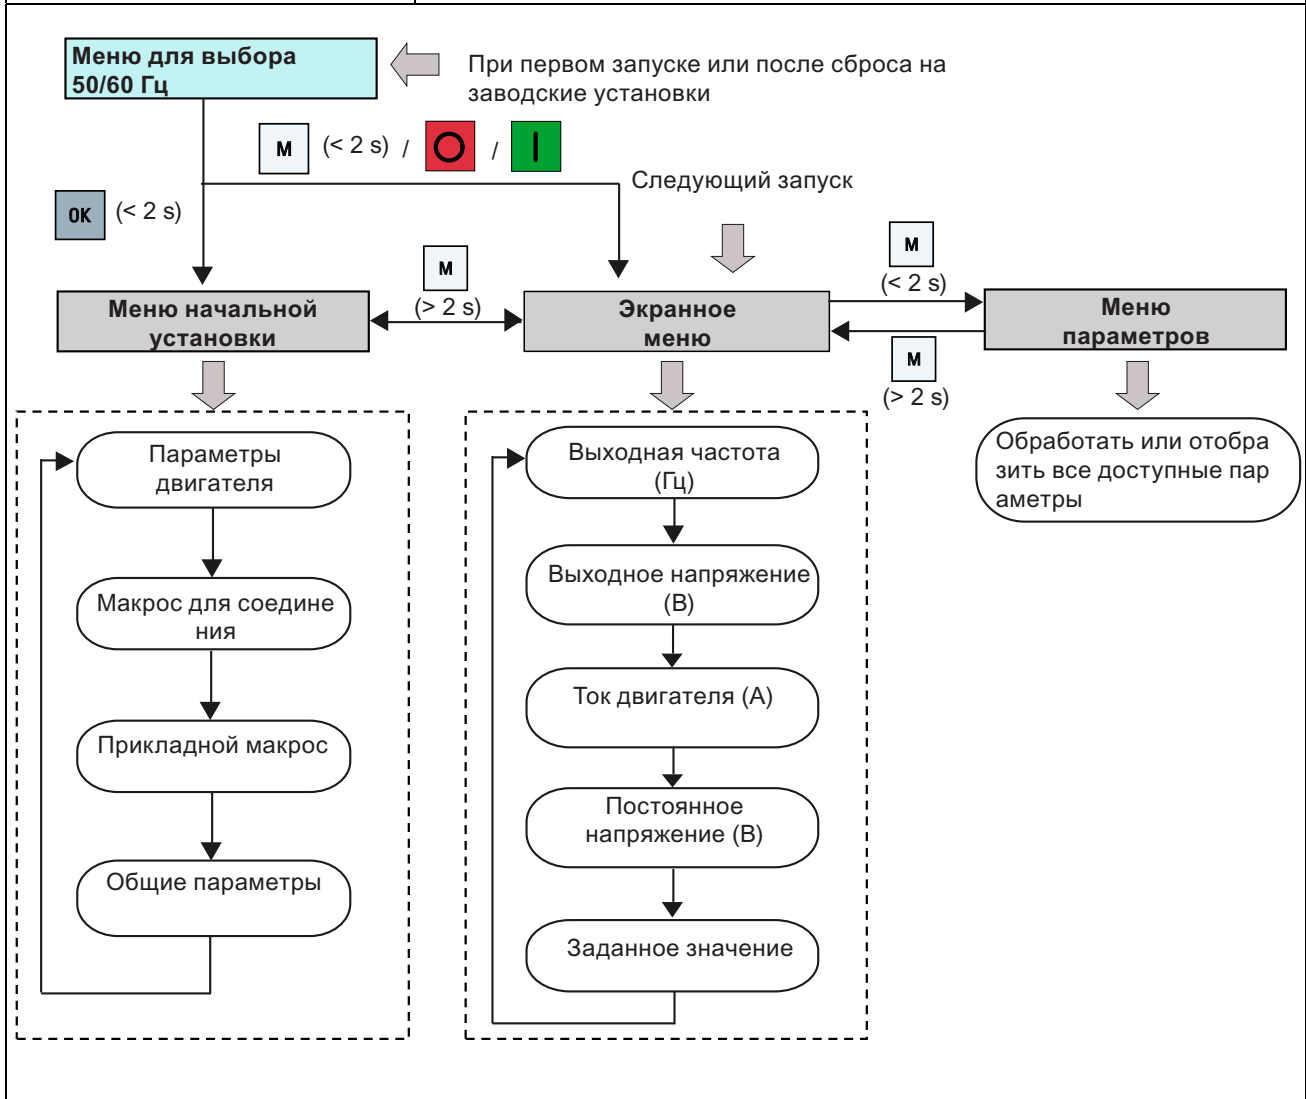 Меню для выбора
50/60 Гц
При первом запуске или после сброса на
заводские установки
M (< 2 s) / O / I
Следующий запуск
OK (< 2 s)
M
(> 2 s)
M
(< 2 s)
Меню начальной
установки
Экранное
меню
Меню
параметров
M
(> 2 s)
Параметры
двигателя
Макрос для соедине
ния
Прикладной макрос
Общие параметры
Выходная частота
(Гц)
Выходное напряжение
(В)
Ток двигателя (А)
Постоянное
напряжение (В)
Заданное значение
Обработать или отобра
зить все доступные пар
аметры